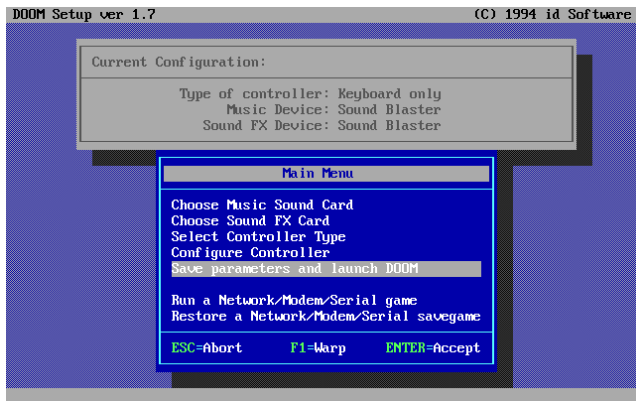 DOOM Setup ver 1.7 (C) 1994 id Software
Current Configuration:
Type of controller: Keyboard only
Music Device: Sound Blaster
Sound FX Device: Sound Blaster
Main Menu
Choose Music Sound Card
Choose Sound FX Card
Select Controller Type
Configure Controller
Save parameters and launch DOOM
Run a Network/Modem/Serial game
Restore a Network/Modem/Serial savegame
ESC=Abort F1=Warp ENTER=Accept